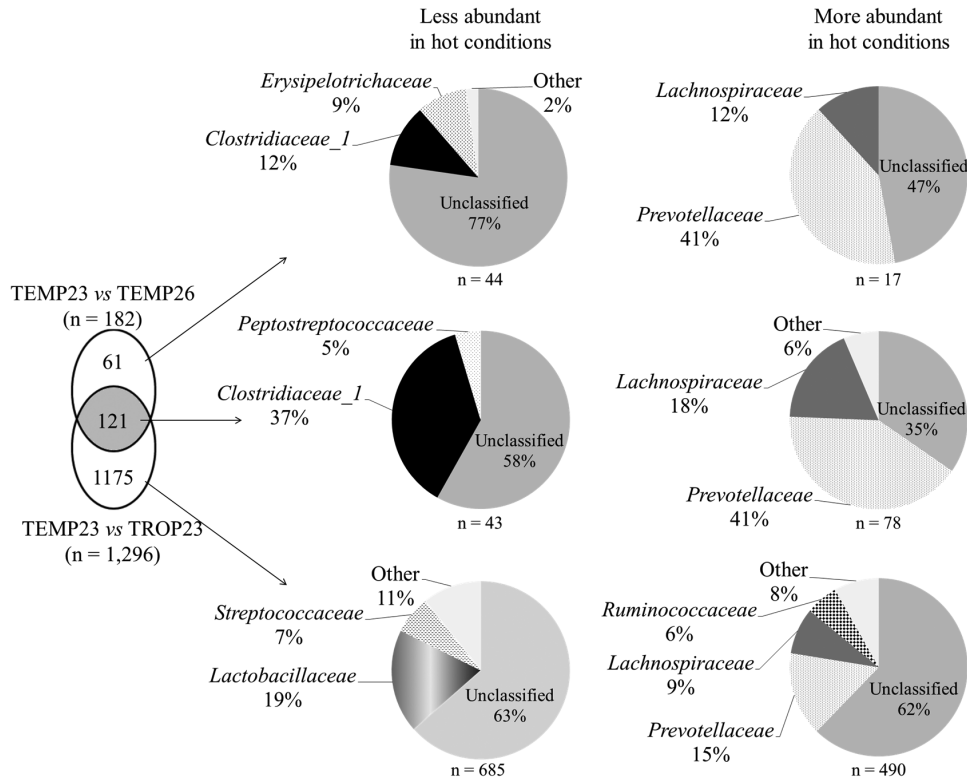 Less abundant
in hot conditions
More abundant
in hot conditions
Erysipelotrichaceae
9%
Other
2%
Clostridiaceae_1
12%
Unclassified
77%
n = 44
Lachnospiraceae
12%
Unclassified
47%
Prevotellaceae
41%
n = 17
TEMP23 vs TEMP26
(n = 182)
61
121
1175
TEMP23 vs TROP23
(n = 1,296)
Peptostreptococcaceae
5%
Clostridiaceae_1
37%
Unclassified
58%
n = 43
Other
6%
Lachnospiraceae
18%
Unclassified
35%
Prevotellaceae
41%
n = 78
Other
11%
Streptococcaceae
7%
Lactobacillaceae
19%
Unclassified
63%
n = 685
Other
8%
Ruminococcaceae
6%
Lachnospiraceae
9%
Unclassified
62%
Prevotellaceae
15%
n = 490